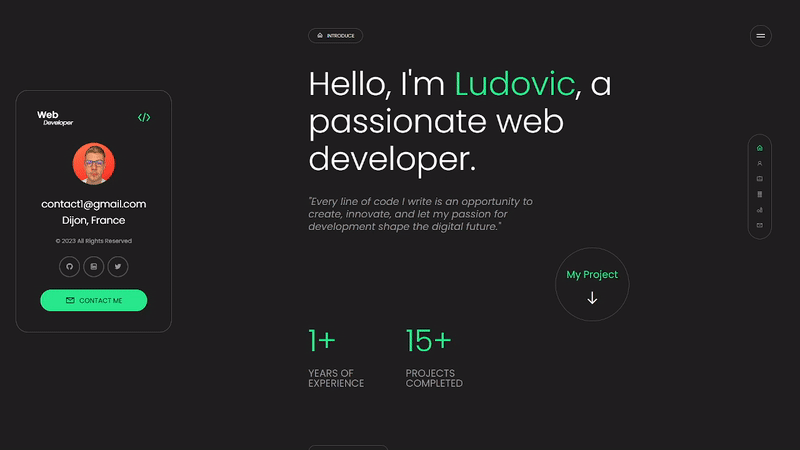 INTRODUCE
Hello, I'm Ludovic, a
passionate web
developer.
"Every line of code I write is an opportunity to
create, innovate, and let my passion for
development shape the digital future."
My Project
1+
YEARS OF
EXPERIENCE
15+
PROJECTS
COMPLETED
Web
Developer
</>
contact1@gmail.com
Dijon, France
© 2023 All Rights Reserved
CONTACT ME